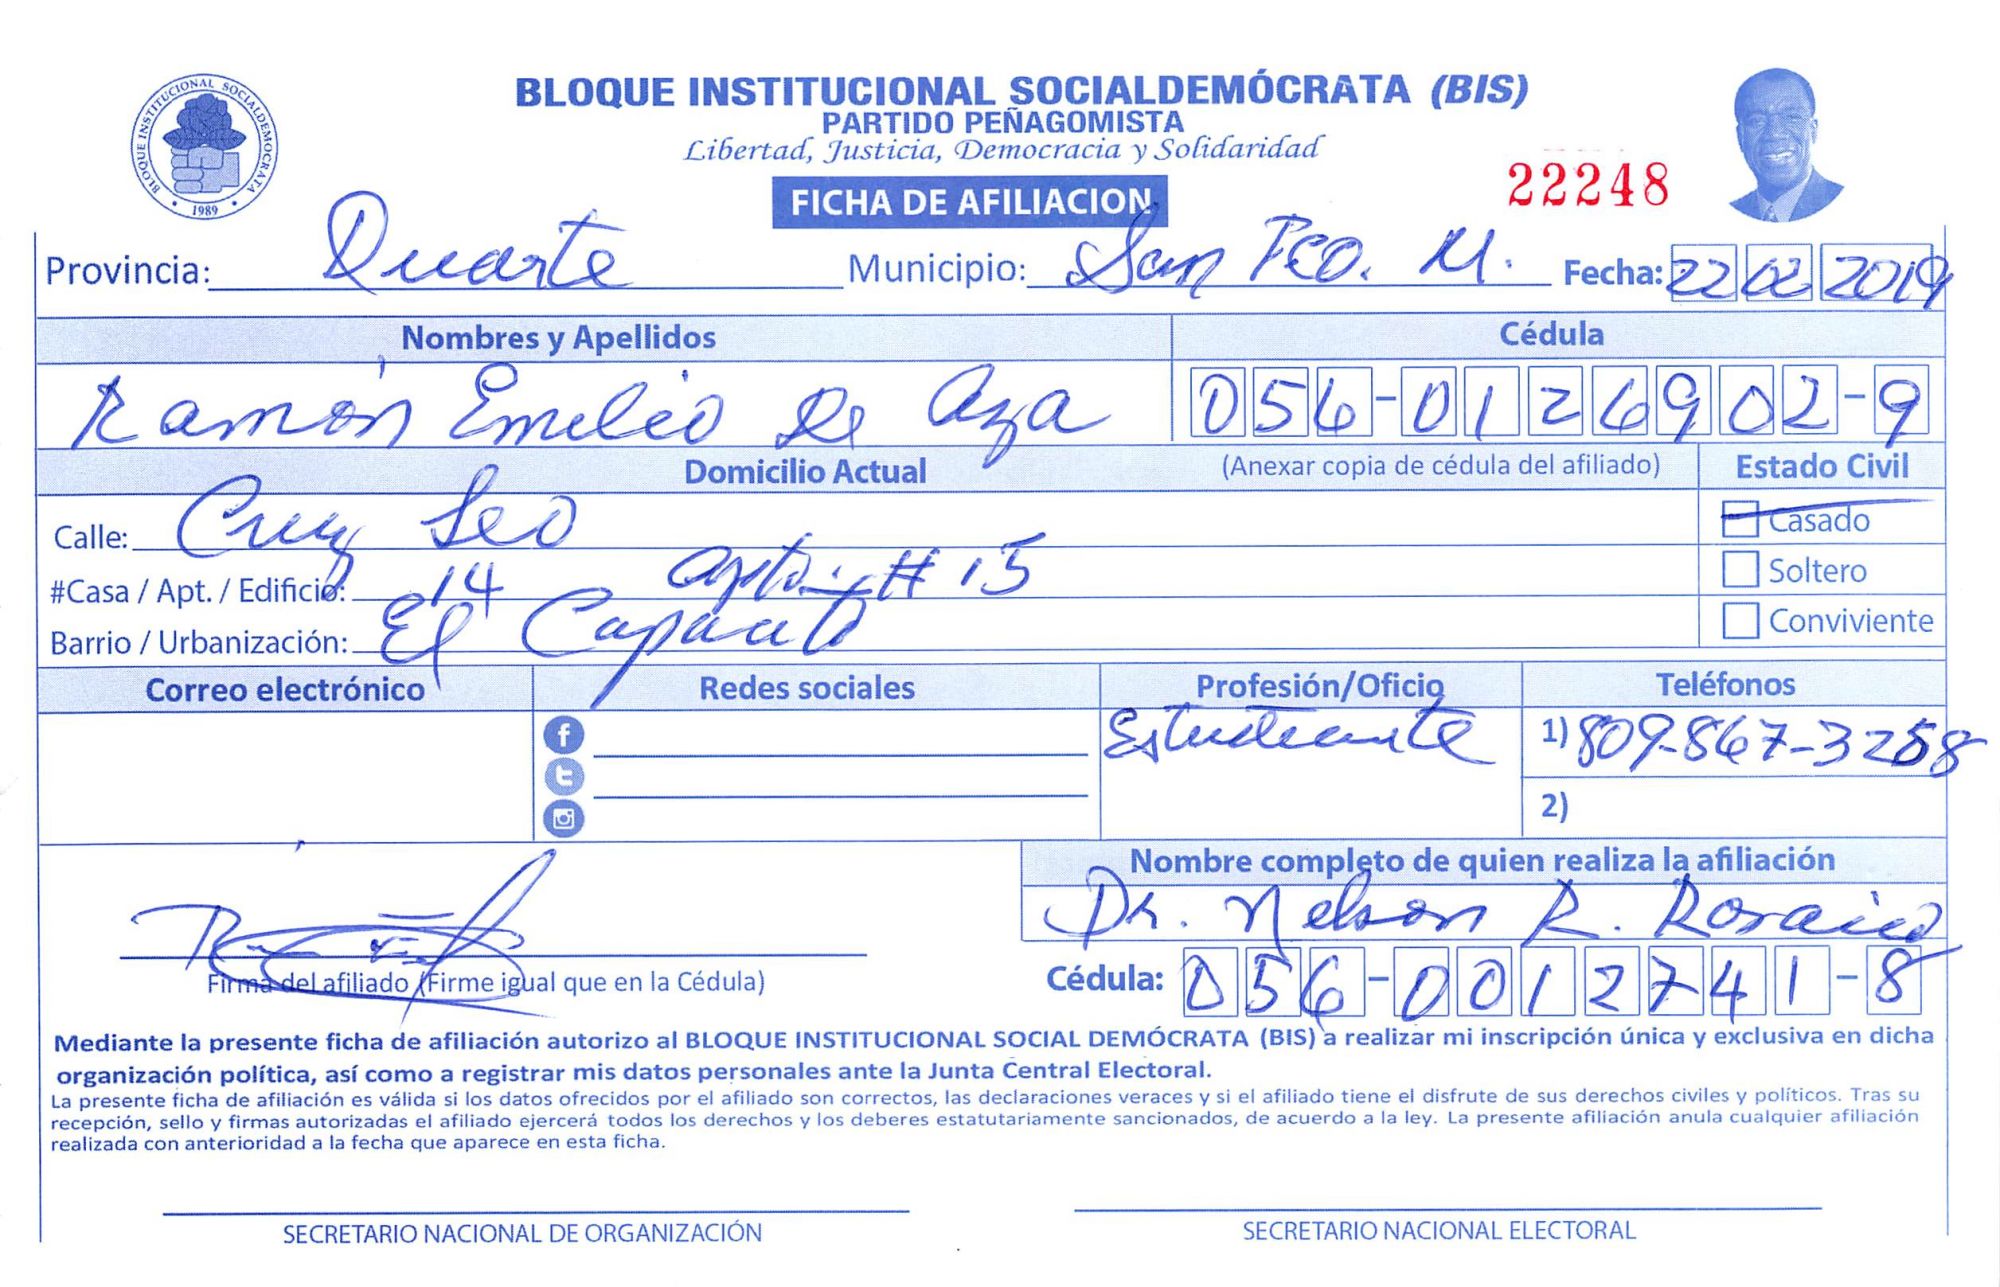 BLOQUE INSTITUCIONAL SOCIALDEMÓCRATA
1989
BLOQUE INSTITUCIONAL SOCIALDEMÓCRATA (BIS)
PARTIDO PEÑAGOMISTA
Libertad, Justicia, Democracia y Solidaridad
FICHA DE AFILIACION
22248
Provincia: Duarte Municipio: San Fco. M. Fecha: 22 02 2019
Nombres y Apellidos Cédula
Ramón Emilio De Aza 056-0126902-9
Domicilio Actual (Anexar copia de cédula del afiliado) Estado Civil
Calle: Cruz Seo Casado
#Casa / Apt. / Edificio: 14 apto. # 15 Soltero
Barrio / Urbanización: El Capacito Conviviente
Correo electrónico Redes sociales Profesión/Oficio Teléfonos
Estudiante 1) 809-867-3258
2)
Nombre completo de quien realiza la afiliación
Dr. Nelson R. Rosario
Firma del afiliado (Firme igual que en la Cédula) Cédula: 056-0012741-8
Mediante la presente ficha de afiliación autorizo al BLOQUE INSTITUCIONAL SOCIAL DEMÓCRATA (BIS) a realizar mi inscripción única y exclusiva en dicha
organización política, así como a registrar mis datos personales ante la Junta Central Electoral.
La presente ficha de afiliación es válida si los datos ofrecidos por el afiliado son correctos, las declaraciones veraces y si el afiliado tiene el disfrute de sus derechos civiles y políticos. Tras su
recepción, sello y firmas autorizadas el afiliado ejercerá todos los derechos y los deberes estatutariamente sancionados, de acuerdo a la ley. La presente afiliación anula cualquier afiliación
realizada con anterioridad a la fecha que aparece en esta ficha.
SECRETARIO NACIONAL DE ORGANIZACIÓN SECRETARIO NACIONAL ELECTORAL